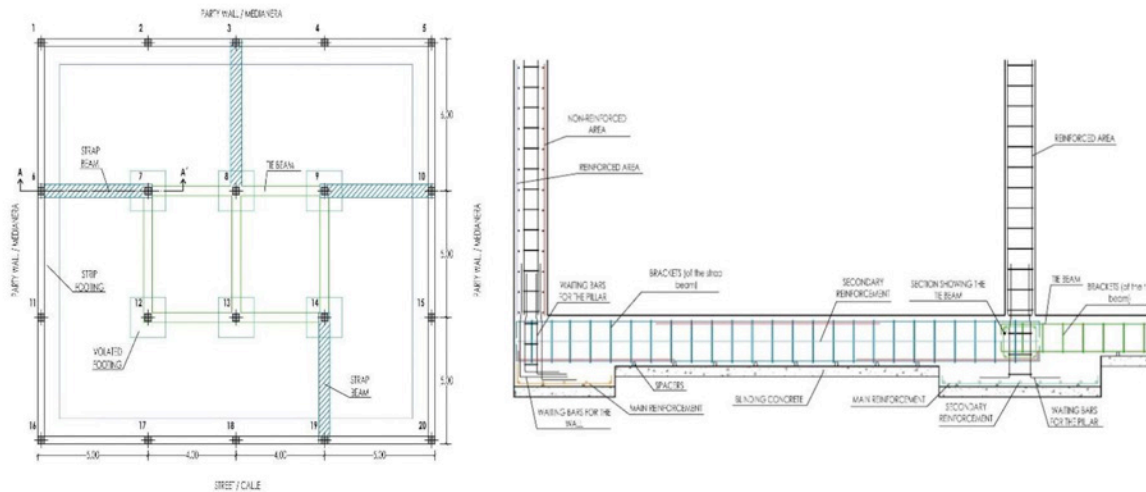 PARTY WALL / MEDIANERA
1
2
3
4
5
STRAP
BEAM
TIE BEAM
A
A'
6
7
8
9
10
PARTY WALL / MEDIANERA
PARTY WALL / MEDIANERA
STRIP
FOOTING
11
12
13
14
15
VIOLATED
FOOTING
STRAP
BEAM
16
17
18
19
20
5.00
4.00
4.00
5.00
6.00
5.00
5.00
STREET / CALLE
NON-REINFORCED
AREA
REINFORCED AREA
REINFORCED AREA
WAITING BARS
FOR THE PILLAR
BRACKETS (of the strap
beam)
SECONDARY
REINFORCEMENT
SECTION SHOWING THE
TIE BEAM
TIE BEAM
BRACKETS (of the
beam)
SPACERS
WAITING BARS FOR THE
WALL
MAIN REINFORCEMENT
BLINDING CONCRETE
MAIN REINFORCEMENT
SECONDARY
REINFORCEMENT
WAITING BARS
FOR THE PILLAR